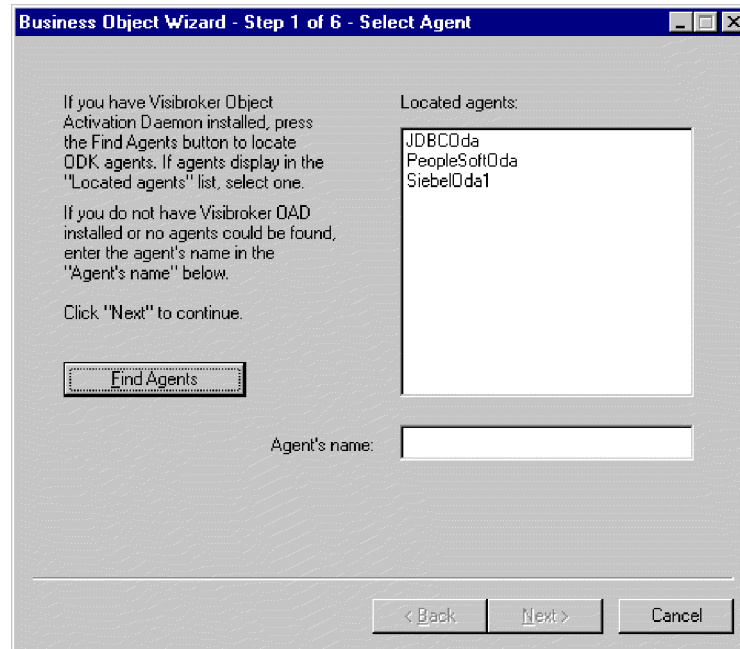 Business Object Wizard - Step 1 of 6 - Select Agent
If you have Visibroker Object
Activation Daemon installed, press
the Find Agents button to locate
ODK agents. If agents display in the
"Located agents" list, select one.
If you do not have Visibroker OAD
installed or no agents could be found,
enter the agent's name in the
"Agent's name" below.
Click "Next" to continue.
Find Agents
Located agents:
JDBCOda
PeopleSoftOda
SiebelOda1
Agent's name:
< Back
Next >
Cancel